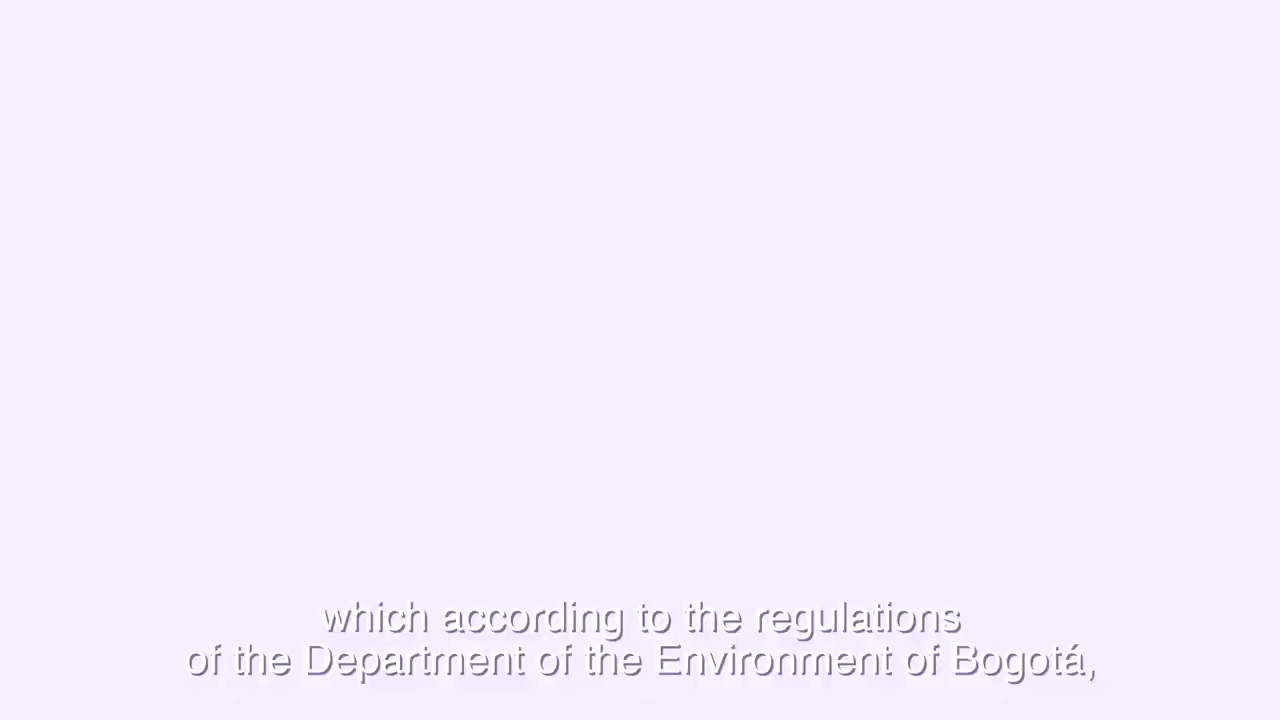 which according to the regulations
of the Department of the Environment of Bogotá,